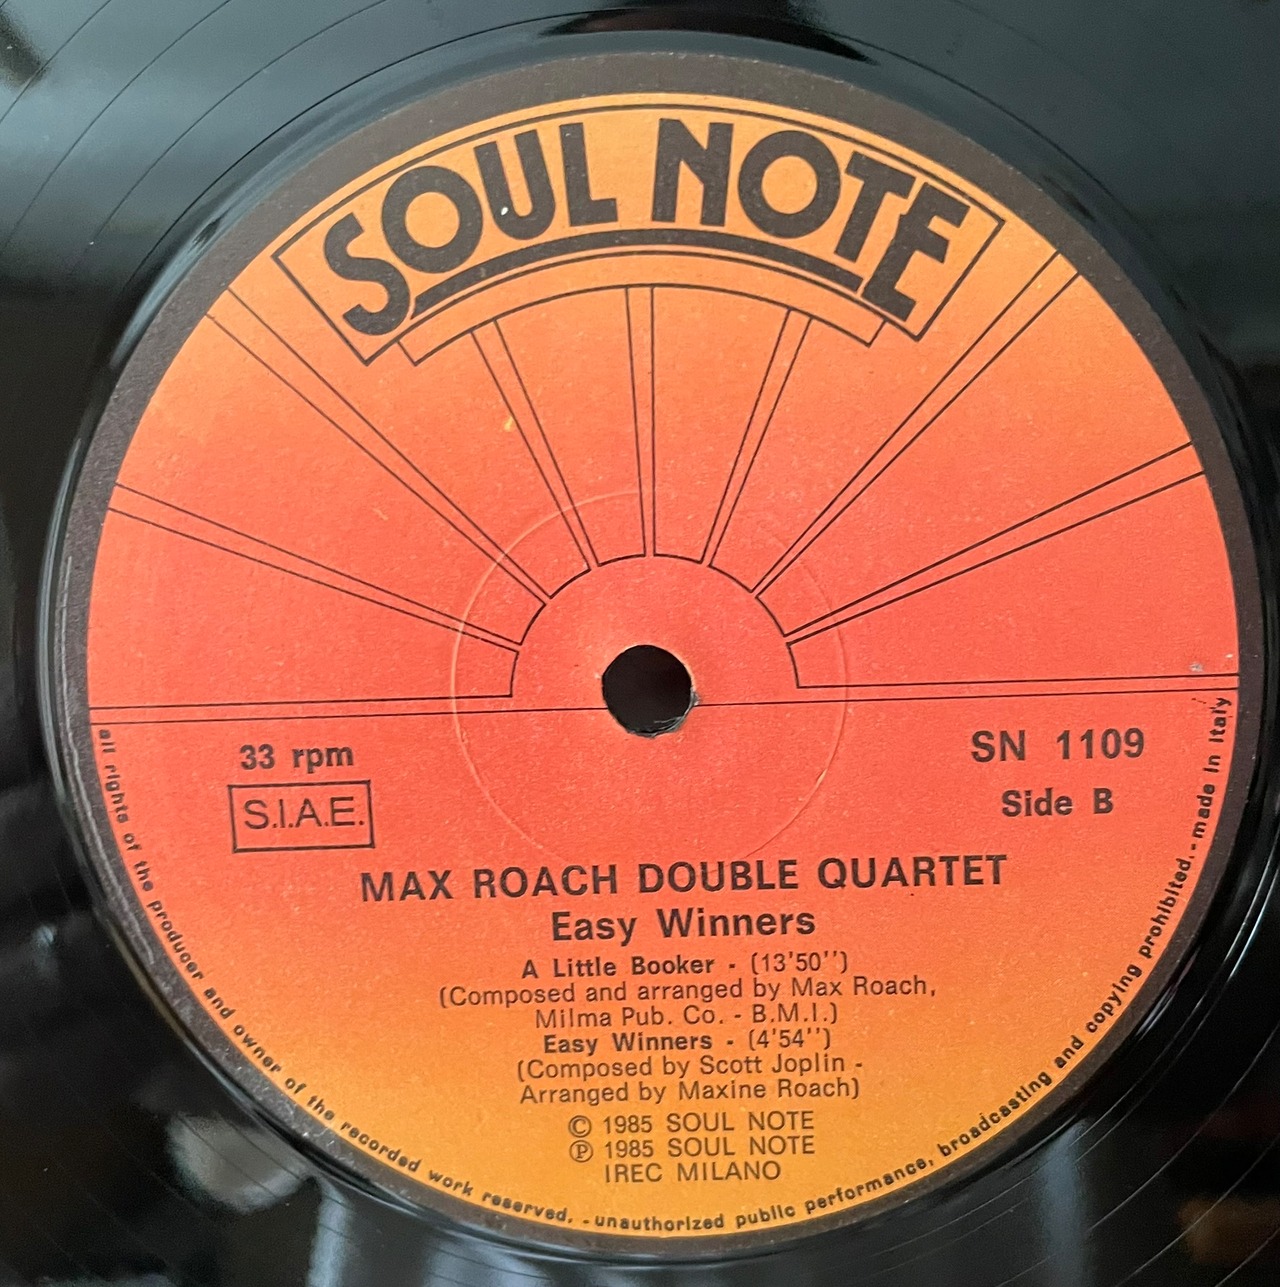 SOUL NOTE
33 rpm
SN 1109
S.I.A.E.
Side B
MAX ROACH DOUBLE QUARTET
Easy Winners
A Little Booker - (13'50'')
(Composed and arranged by Max Roach,
Milma Pub. Co. - B.M.I.)
Easy Winners - (4'54'')
(Composed by Scott Joplin -
Arranged by Maxine Roach)
© 1985 SOUL NOTE
℗ 1985 SOUL NOTE
IREC MILANO
all rights of the producer and owner of the recorded work reserved. - unauthorized public performance, broadcasting and copying prohibited. - made in Italy